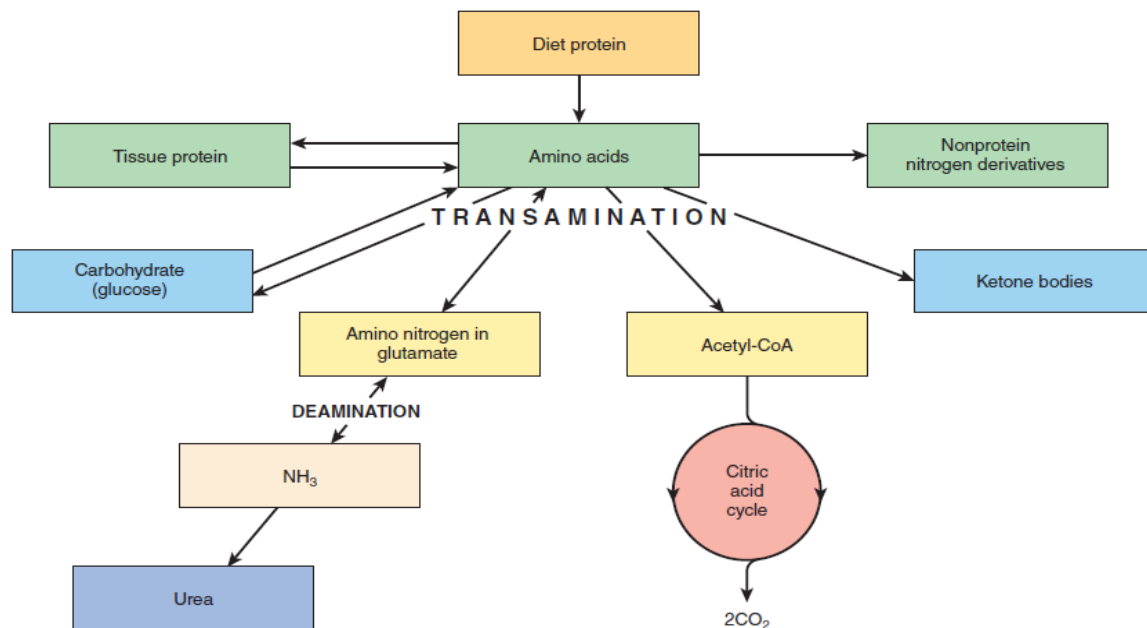 Diet protein
Tissue protein
Amino acids
Nonprotein
nitrogen derivatives
TRANSAMINATION
Carbohydrate
(glucose)
Ketone bodies
Amino nitrogen in
glutamate
Acetyl-CoA
DEAMINATION
NH₃
Citric
acid
cycle
Urea
2CO₂